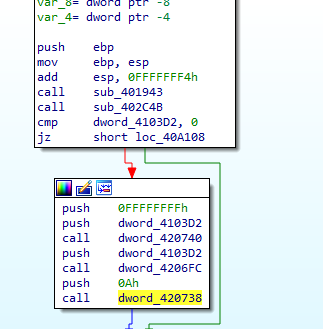 var_8= dword ptr -8
var_4= dword ptr -4
push ebp
mov ebp, esp
add esp, 0FFFFFFF4h
call sub_401943
call sub_402C4B
cmp dword_4103D2, 0
jz short loc_40A108
push 0FFFFFFFFh
push dword_4103D2
call dword_420740
push dword_4103D2
call dword_4206FC
push 0Ah
call dword_420738